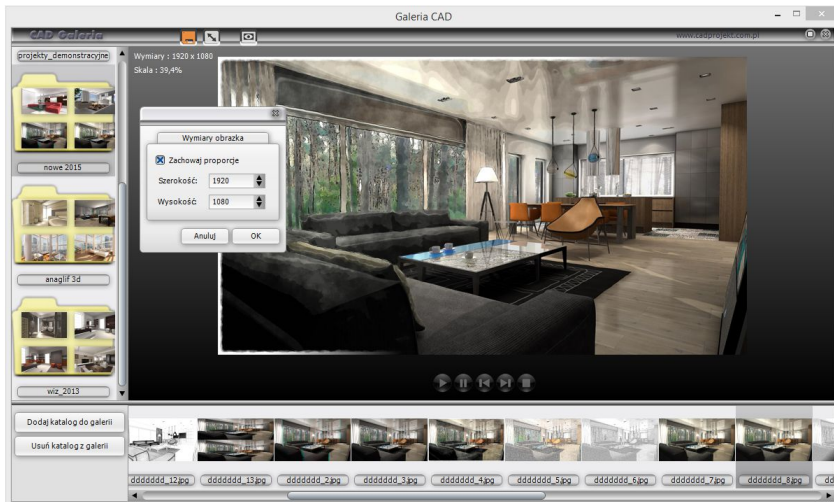 Galeria CAD
CAD Galeria
www.cadprojekt.com.pl
projekty_demonstracyjne
Wymiary : 1920 x 1080
Skala : 39,4%
Wymiary obrazka
Zachowaj proporcje
Szerokość: 1920
Wysokość: 1080
Anuluj OK
nowe 2015
anaglif 3d
wiz_2013
Dodaj katalog do galerii
Usuń katalog z galerii
ddddddd_12.jpg ddddddd_13.jpg ddddddd_2.jpg ddddddd_3.jpg ddddddd_4.jpg ddddddd_5.jpg ddddddd_6.jpg ddddddd_7.jpg ddddddd_8.jpg